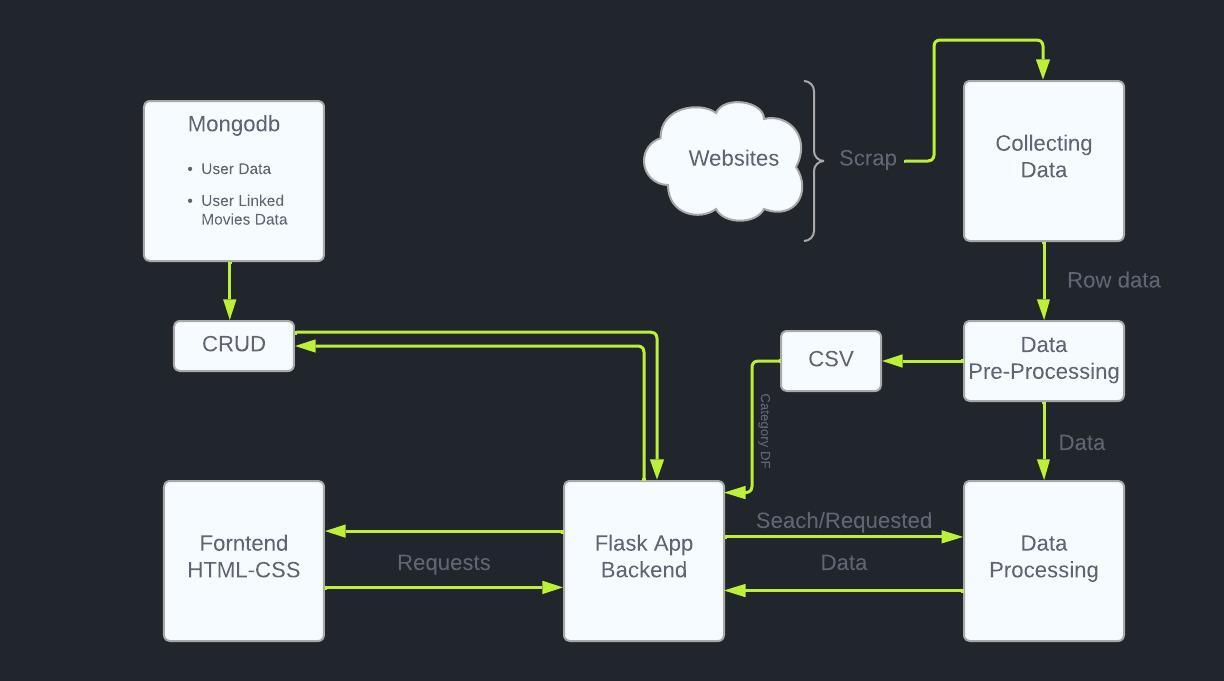 Mongodb
• User Data
• User Linked
Movies Data
Websites
Scrap
Collecting
Data
Row data
CRUD
CSV
Data
Pre-Processing
Category DF
Data
Forntend
HTML-CSS
Requests
Flask App
Backend
Seach/Requested
Data
Data
Processing